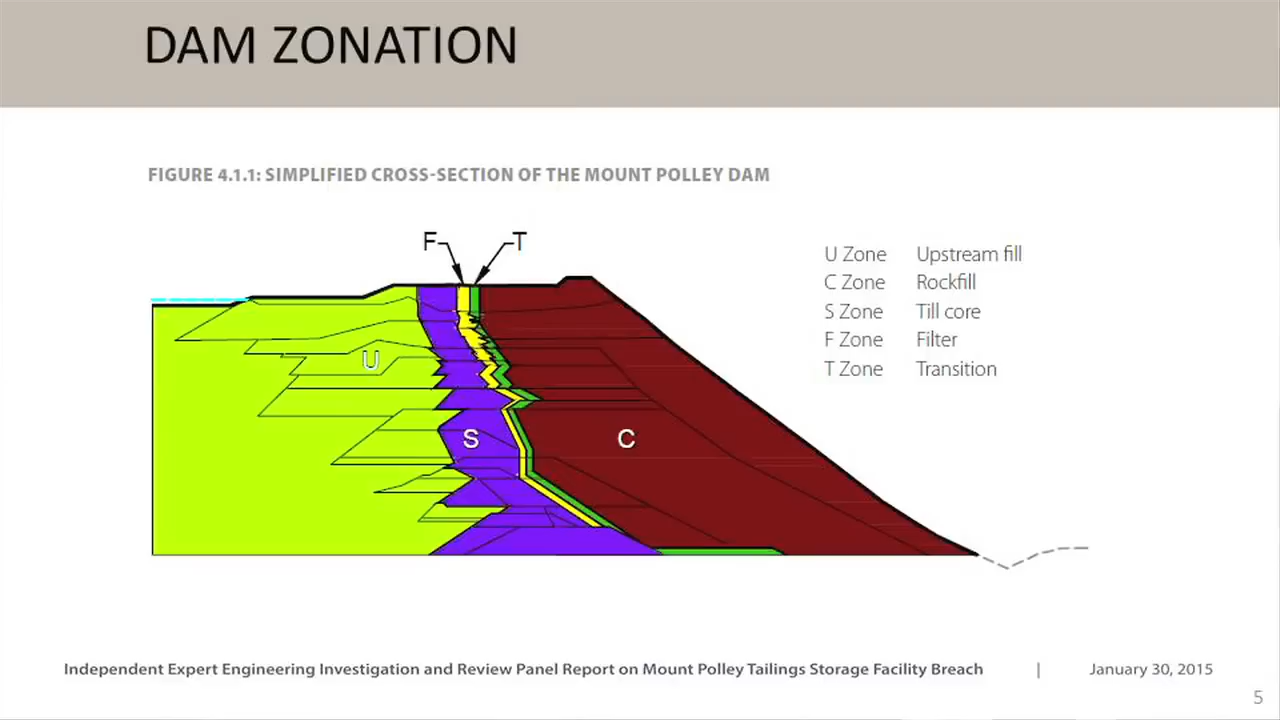 DAM ZONATION
FIGURE 4.1.1: SIMPLIFIED CROSS-SECTION OF THE MOUNT POLLEY DAM
F T
U Zone Upstream fill
C Zone Rockfill
S Zone Till core
F Zone Filter
T Zone Transition
U
S
C
Independent Expert Engineering Investigation and Review Panel Report on Mount Polley Tailings Storage Facility Breach | January 30, 2015
5